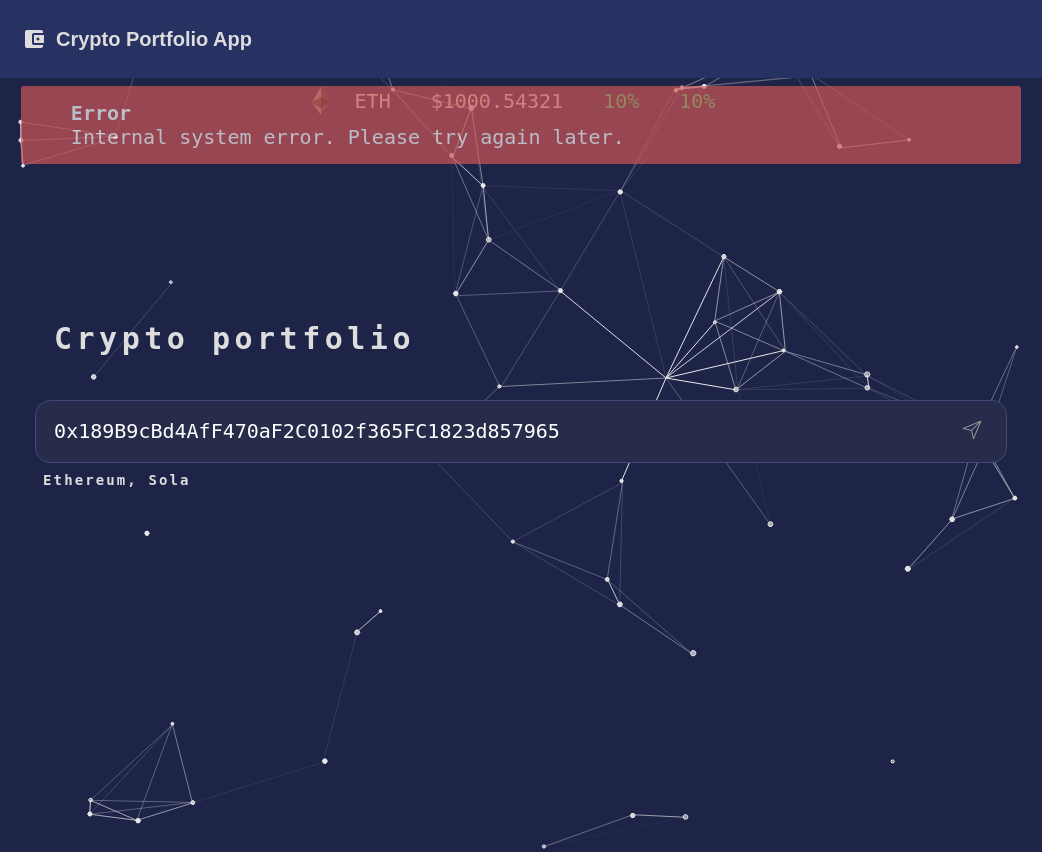 Crypto Portfolio App
ETH $1000.54321 10% 10%
Error
Internal system error. Please try again later.
Crypto portfolio
0x189B9cBd4AfF470aF2C0102f365FC1823d857965
Ethereum, Sola